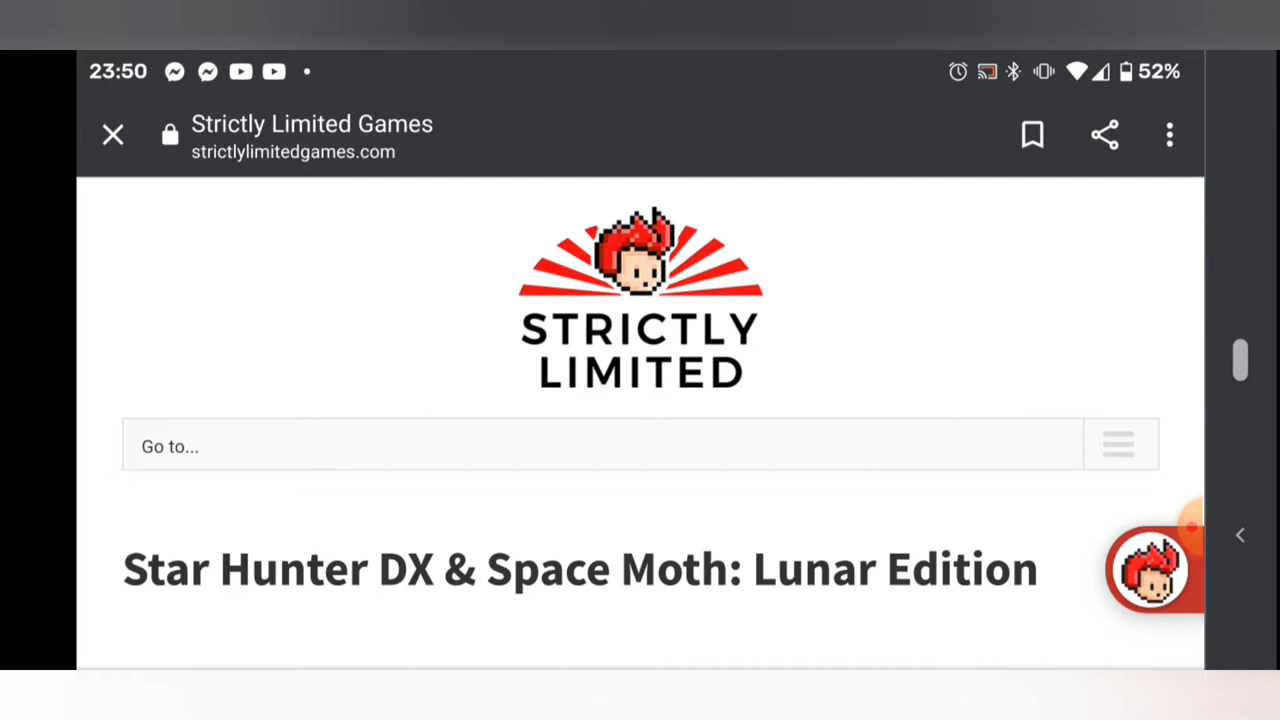 23:50
52%
Strictly Limited Games
strictlylimitedgames.com
STRICTLY
LIMITED
Go to...
Star Hunter DX & Space Moth: Lunar Edition